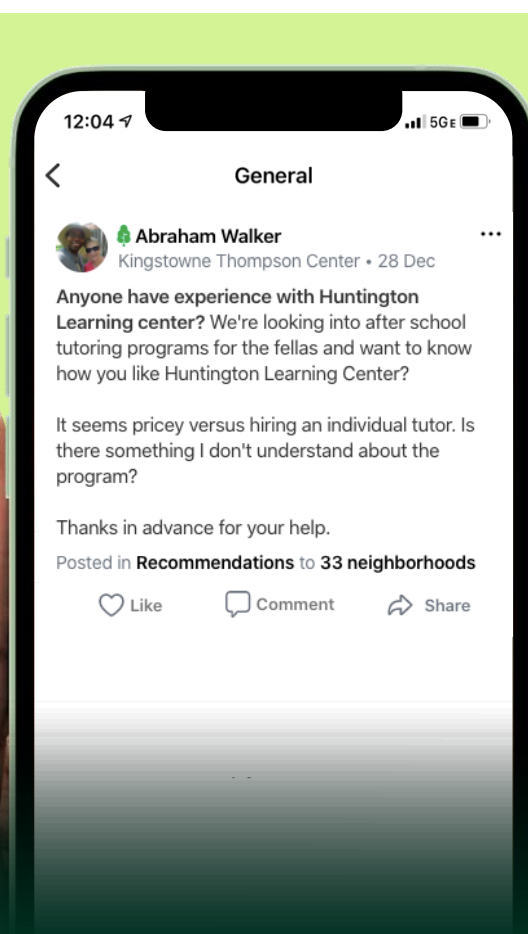 12:04
5GE
General
Abraham Walker
Kingstowne Thompson Center • 28 Dec
Anyone have experience with Huntington
Learning center? We're looking into after school
tutoring programs for the fellas and want to know
how you like Huntington Learning Center?
It seems pricey versus hiring an individual tutor. Is
there something I don't understand about the
program?
Thanks in advance for your help.
Posted in Recommendations to 33 neighborhoods
Like
Comment
Share